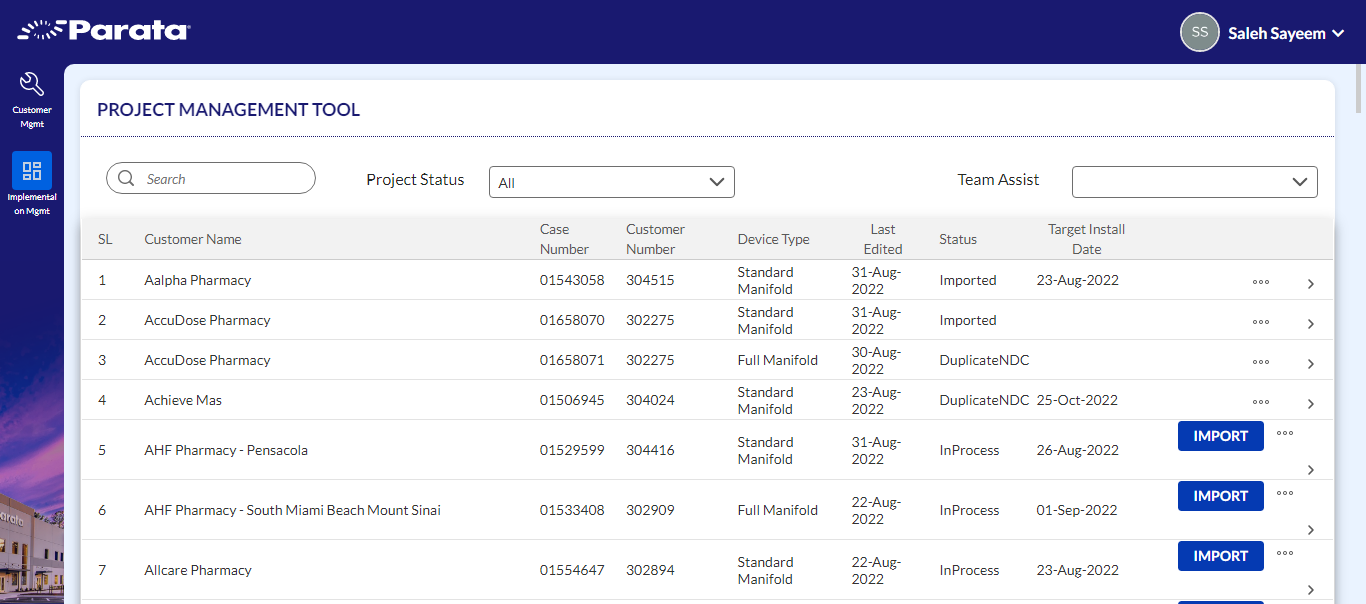 Parata
SS Saleh Sayeem
Customer
Mgmt
Implementati
on Mgmt
PROJECT MANAGEMENT TOOL
Search
Project Status
All
Team Assist
SL
Customer Name
Case
Number
Customer
Number
Device Type
Last
Edited
Status
Target Install
Date
1 Aalpha Pharmacy 01543058 304515 Standard Manifold 31-Aug-2022 Imported 23-Aug-2022
2 AccuDose Pharmacy 01658070 302275 Standard Manifold 31-Aug-2022 Imported
3 AccuDose Pharmacy 01658071 302275 Full Manifold 30-Aug-2022 DuplicateNDC
4 Achieve Mas 01506945 304024 Standard Manifold 23-Aug-2022 DuplicateNDC 25-Oct-2022
5 AHF Pharmacy - Pensacola 01529599 304416 Standard Manifold 31-Aug-2022 InProcess 26-Aug-2022 IMPORT
6 AHF Pharmacy - South Miami Beach Mount Sinai 01533408 302909 Full Manifold 22-Aug-2022 InProcess 01-Sep-2022 IMPORT
7 Allcare Pharmacy 01554647 302894 Standard Manifold 22-Aug-2022 InProcess 23-Aug-2022 IMPORT